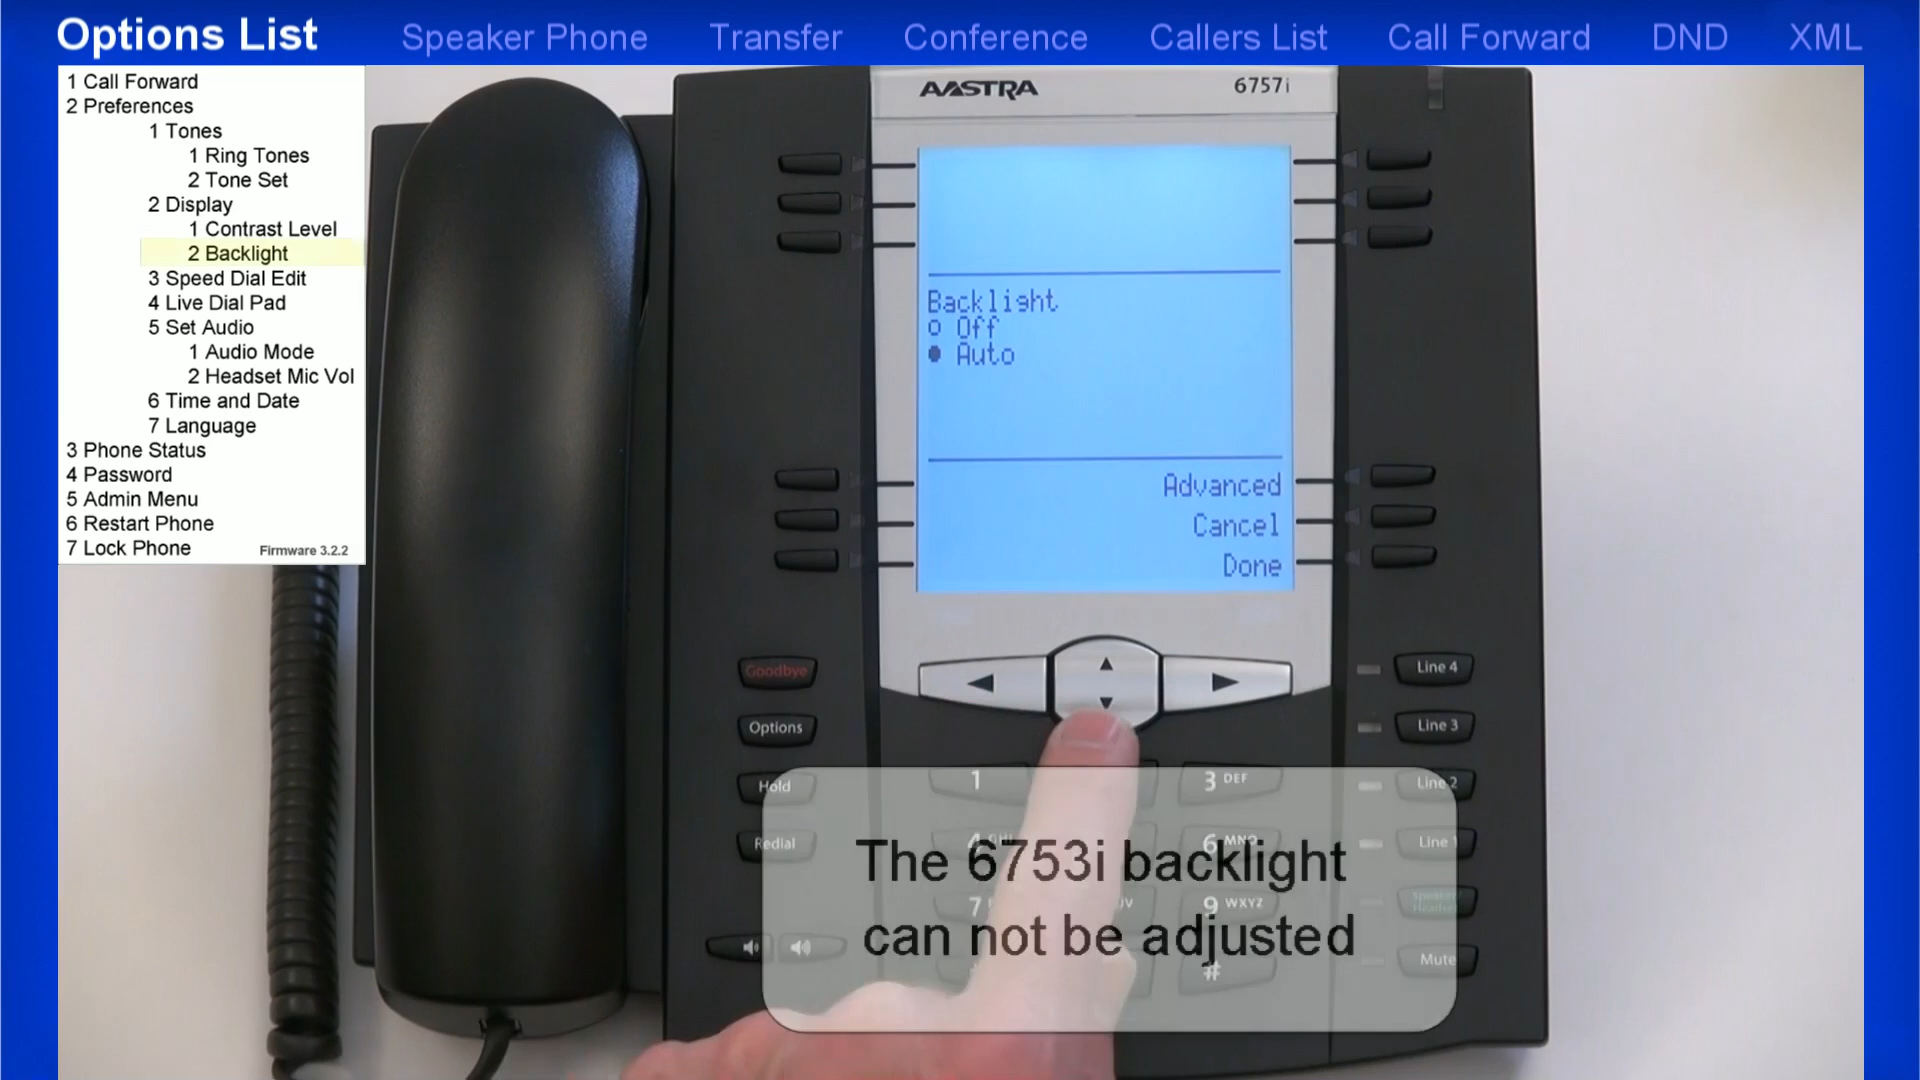 Options List Speaker Phone Transfer Conference Callers List Call Forward DND XML
1 Call Forward
2 Preferences
1 Tones
1 Ring Tones
2 Tone Set
2 Display
1 Contrast Level
2 Backlight
3 Speed Dial Edit
4 Live Dial Pad
5 Set Audio
1 Audio Mode
2 Headset Mic Vol
6 Time and Date
7 Language
3 Phone Status
4 Password
5 Admin Menu
6 Restart Phone
7 Lock Phone Firmware 3.2.2
AASTRA 6757i
Backlight
Off
Auto
Advanced
Cancel
Done
Goodbye
Options
Hold
Redial
Line 4
Line 3
Line 2
Line 1
Speaker/
Headset
Mute
1 3 DEF
4 GHI 6 MNO
7 9 WXYZ
#
The 6753i backlight
can not be adjusted